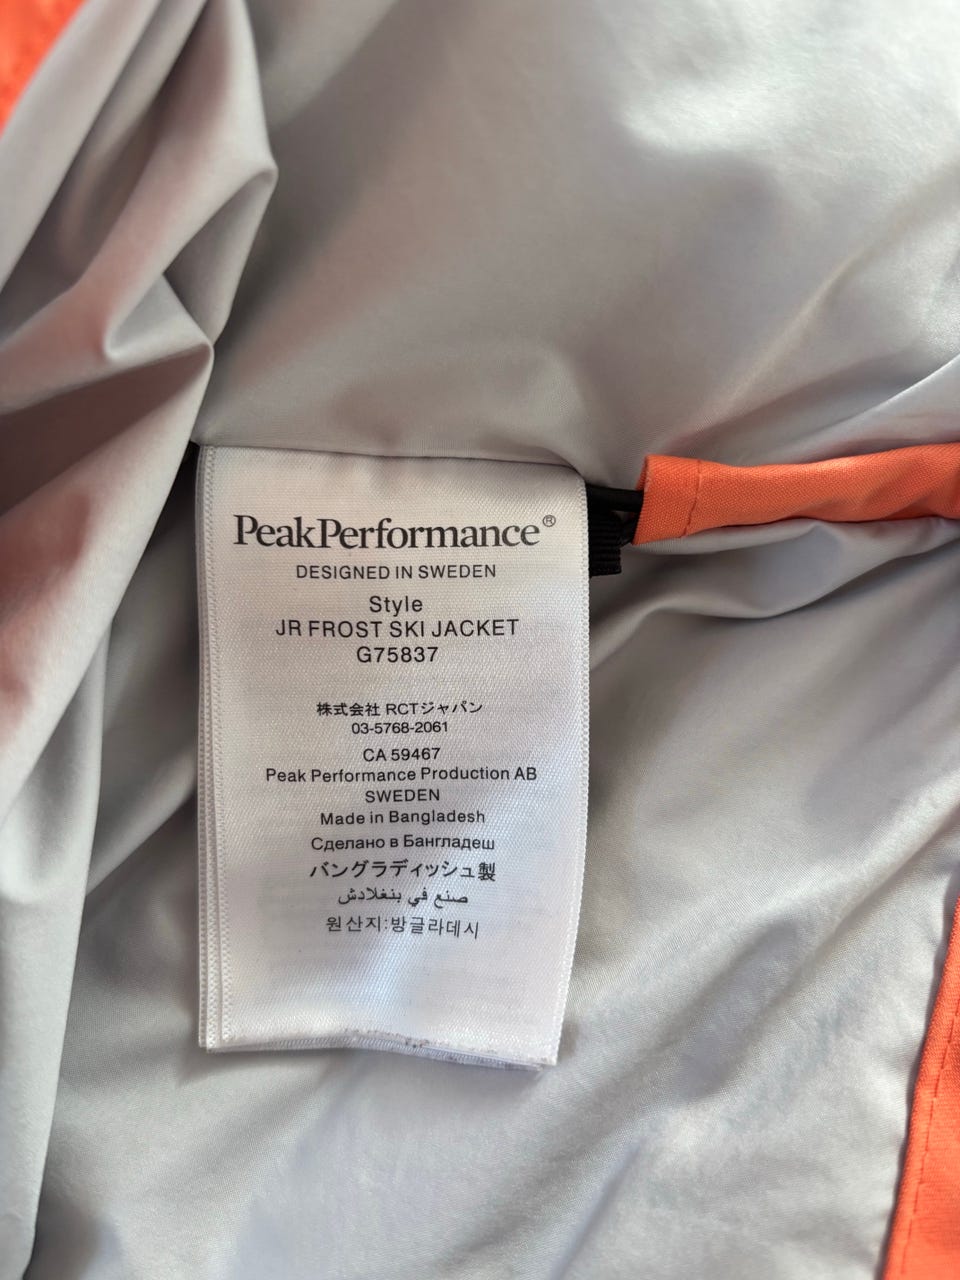 PeakPerformance®
DESIGNED IN SWEDEN
Style
JR FROST SKI JACKET
G75837
株式会社 RCTジャパン
03-5768-2061
CA 59467
Peak Performance Production AB
SWEDEN
Made in Bangladesh
Сделано в Бангладеш
バングラディッシュ製
صنع في بنغلادش
원산지:방글라데시